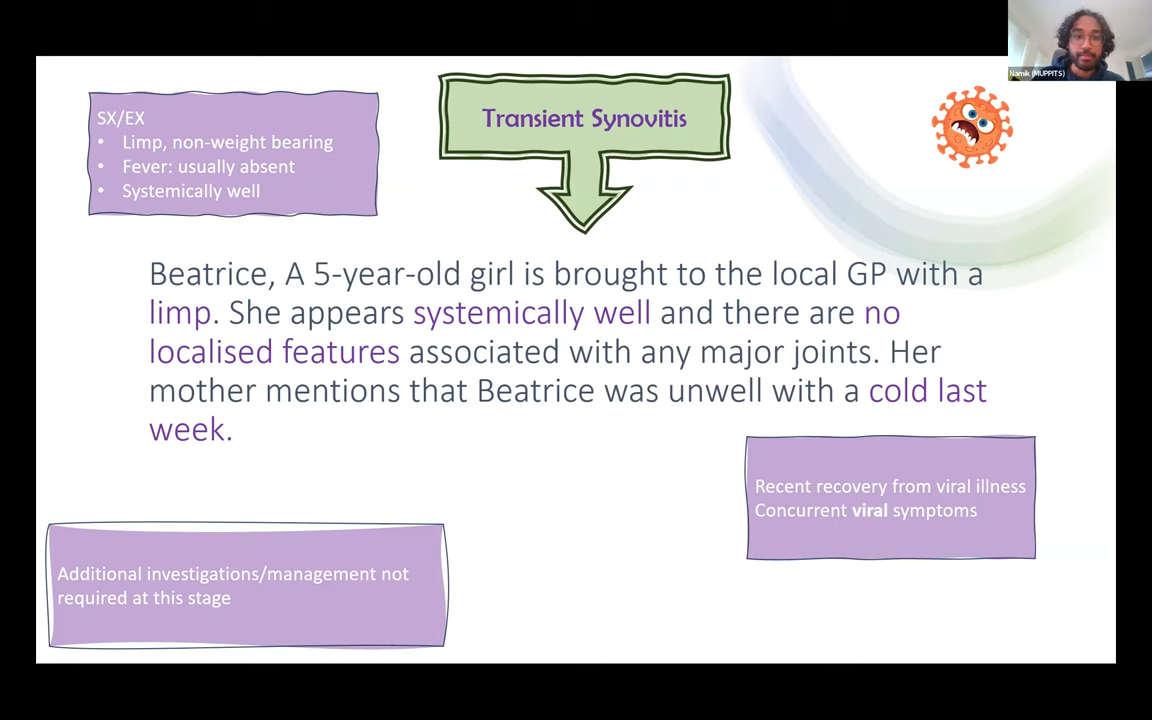 Namik (MUPPITS)
SX/EX
• Limp, non-weight bearing
• Fever: usually absent
• Systemically well
Transient Synovitis
Beatrice, A 5-year-old girl is brought to the local GP with a
limp. She appears systemically well and there are no
localised features associated with any major joints. Her
mother mentions that Beatrice was unwell with a cold last
week.
Recent recovery from viral illness
Concurrent viral symptoms
Additional investigations/management not
required at this stage